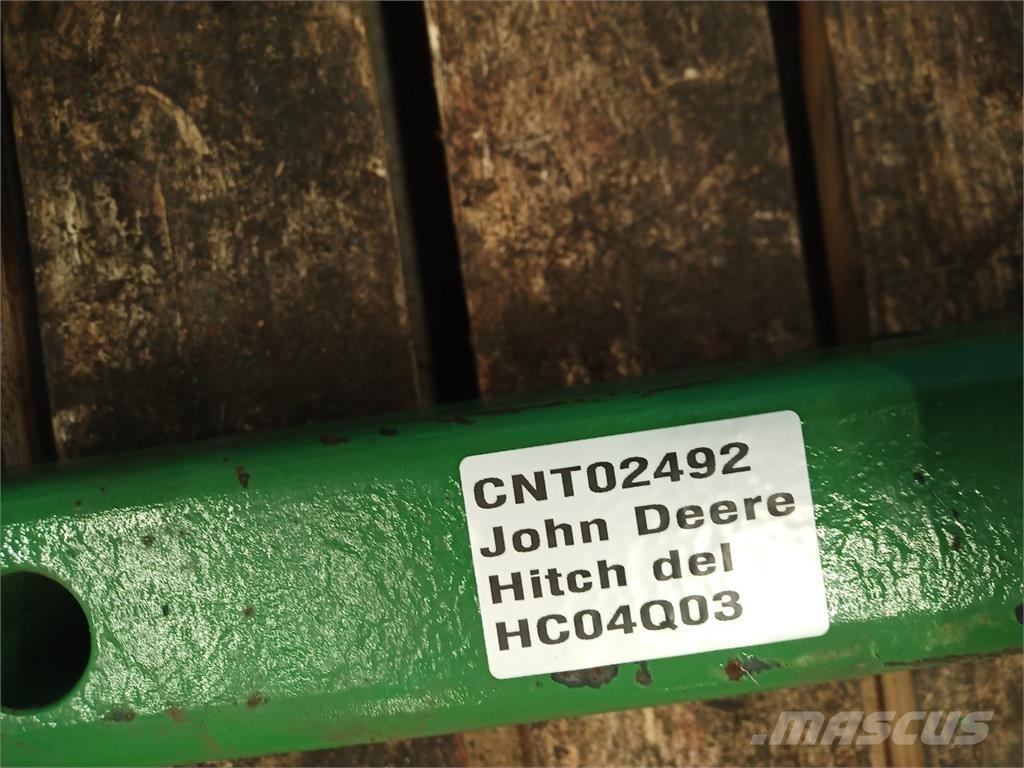 CNT02492
John Deere
Hitch del
HC04Q03
MASCUS